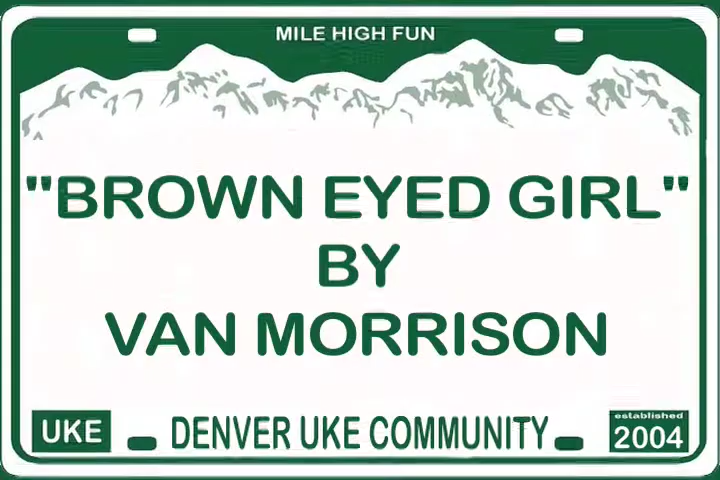 MILE HIGH FUN
"BROWN EYED GIRL"
BY
VAN MORRISON
UKE
DENVER UKE COMMUNITY
established
2004